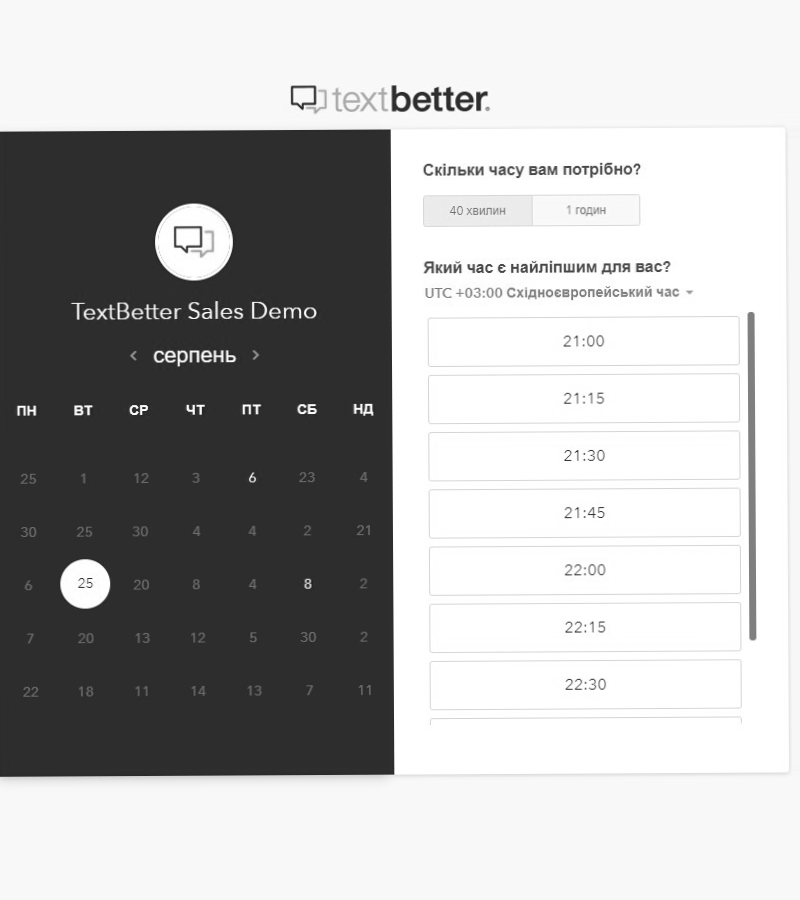 textbetter.
TextBetter Sales Demo
< серпень >
ПН ВТ СР ЧТ ПТ СБ НД
25 1 12 3 6 23 4
30 25 30 4 4 2 21
6 25 20 8 4 8 2
7 20 13 12 5 30 2
22 18 11 14 13 7 11
Скільки часу вам потрібно?
40 хвилин 1 годин
Який час є найліпшим для вас?
UTC +03:00 Східноєвропейський час
21:00
21:15
21:30
21:45
22:00
22:15
22:30